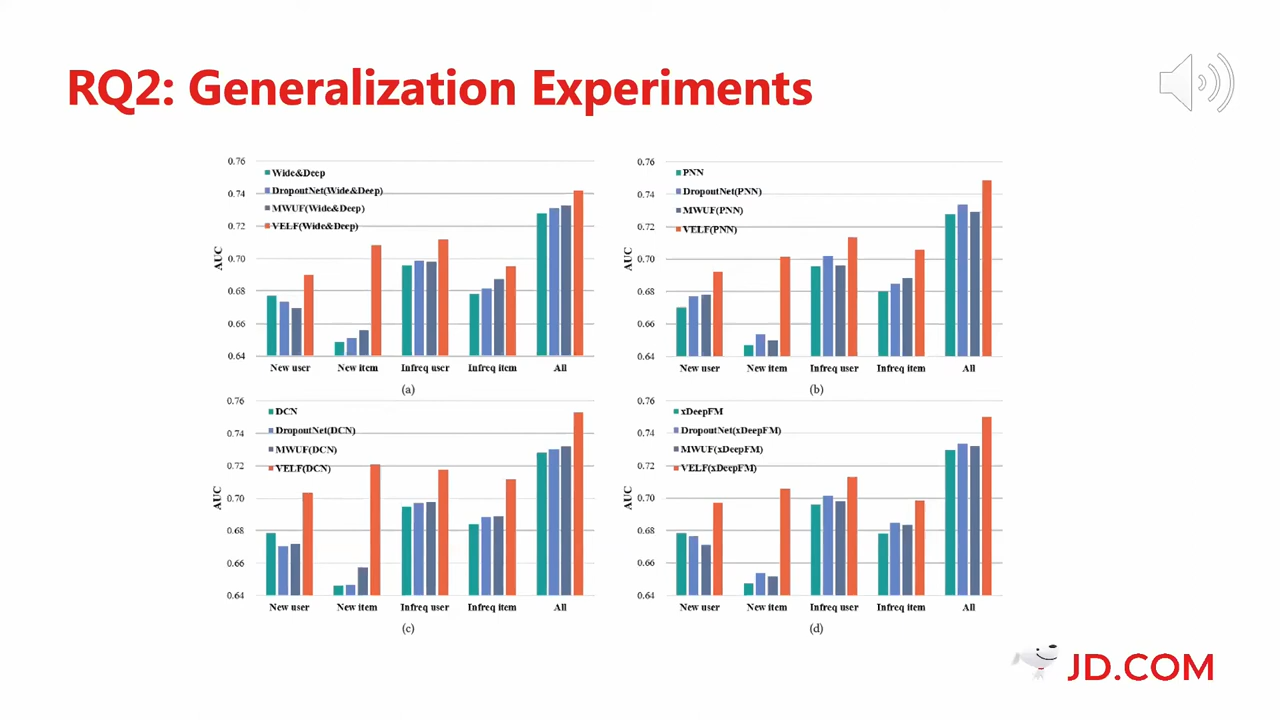 RQ2: Generalization Experiments
0.76
0.74
0.72
0.70
0.68
0.66
0.64
AUC
Wide&Deep
DropoutNet(Wide&Deep)
MWUF(Wide&Deep)
VELF(Wide&Deep)
New user New item Infreq user Infreq item All
(a)
0.76
0.74
0.72
0.70
0.68
0.66
0.64
AUC
PNN
DropoutNet(PNN)
MWUF(PNN)
VELF(PNN)
New user New item Infreq user Infreq item All
(b)
0.76
0.74
0.72
0.70
0.68
0.66
0.64
AUC
DCN
DropoutNet(DCN)
MWUF(DCN)
VELF(DCN)
New user New item Infreq user Infreq item All
(c)
0.76
0.74
0.72
0.70
0.68
0.66
0.64
AUC
xDeepFM
DropoutNet(xDeepFM)
MWUF(xDeepFM)
VELF(xDeepFM)
New user New item Infreq user Infreq item All
(d)
JD.COM